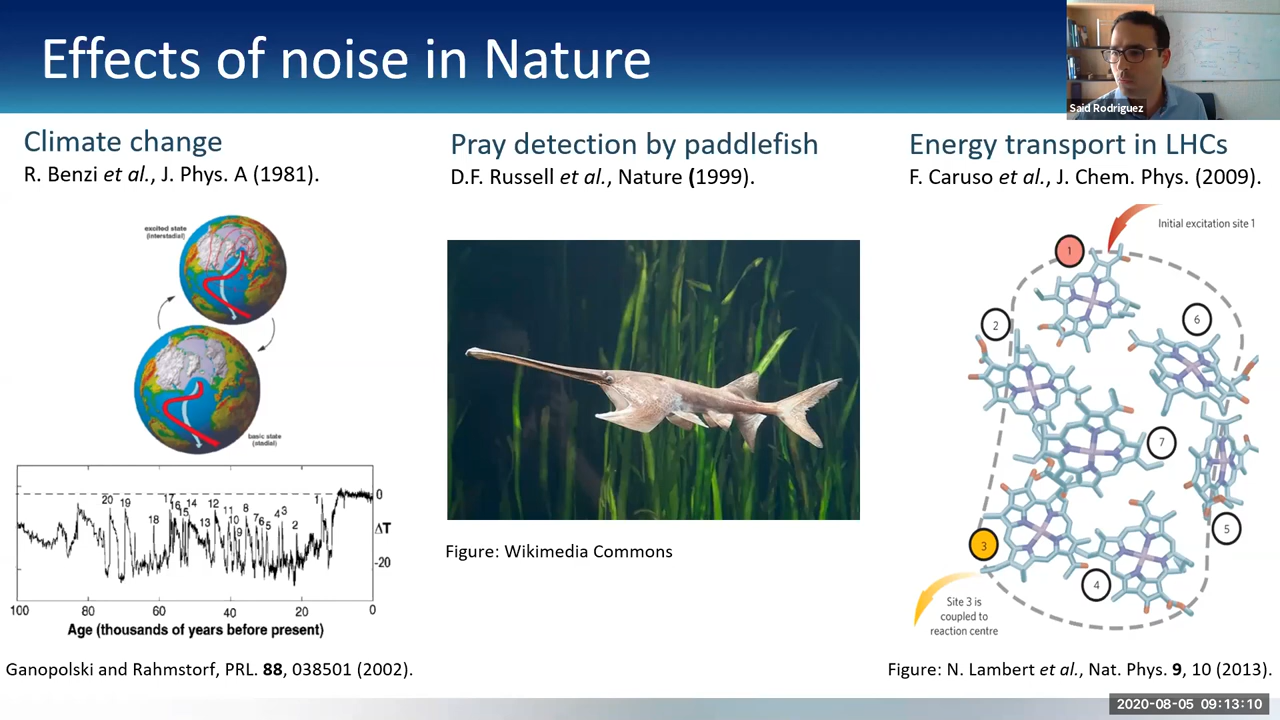 Effects of noise in Nature
Said Rodriguez
Climate change
R. Benzi et al., J. Phys. A (1981).
excited state
(interstadial)
basic state
(stadial)
20 19 18 17 16 15 14 13 12 11 10 9 8 7 6 5 4 3 2 1
0
ΔT
-20
100 80 60 40 20 0
Age (thousands of years before present)
Ganopolski and Rahmstorf, PRL. 88, 038501 (2002).
Pray detection by paddlefish
D.F. Russell et al., Nature (1999).
Figure: Wikimedia Commons
Energy transport in LHCs
F. Caruso et al., J. Chem. Phys. (2009).
Initial excitation site 1
1
2
6
7
5
3
4
Site 3 is
coupled to
reaction centre
Figure: N. Lambert et al., Nat. Phys. 9, 10 (2013).
2020-08-05 09:13:10